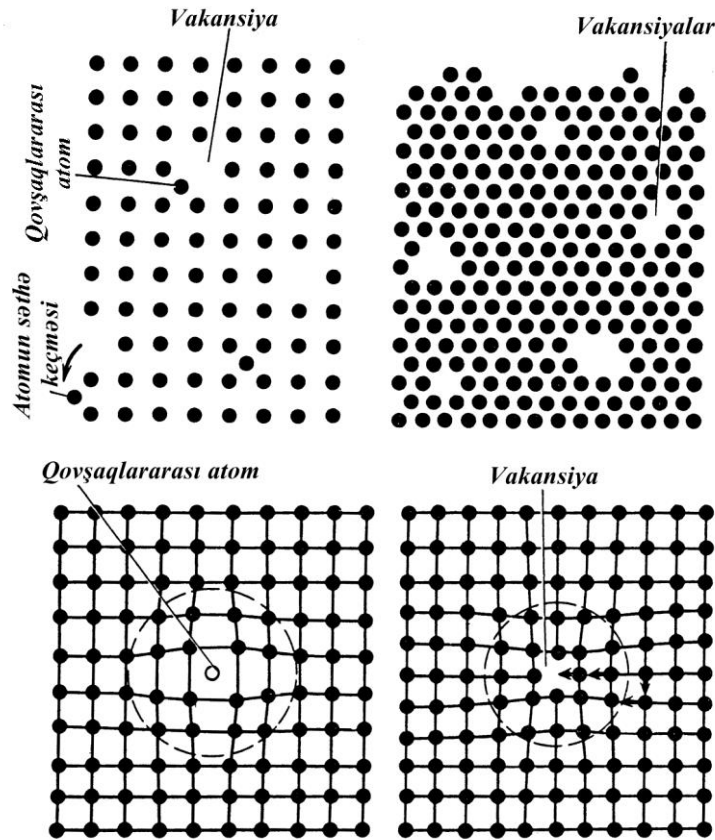 Vakansiya
Vakansiyalar
Qovşaqlararası
atom
Atomun səthə
keçməsi
Qovşaqlararası atom
Vakansiya